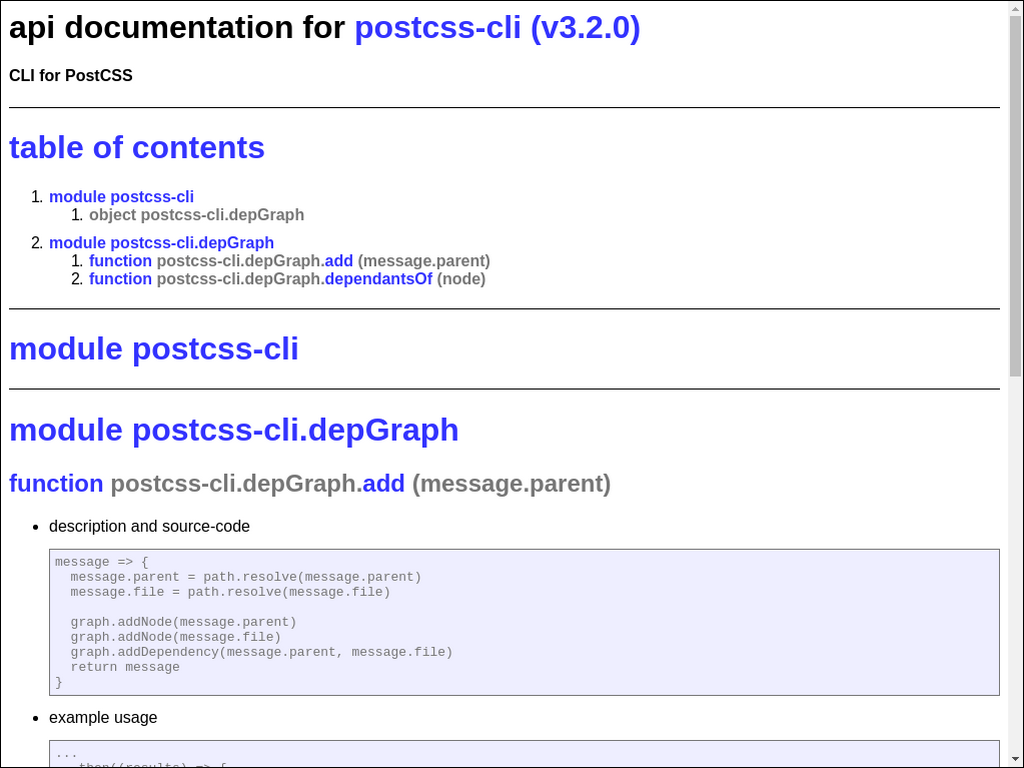 api documentation for postcss-cli (v3.2.0)
CLI for PostCSS
table of contents
1. module postcss-cli
1. object postcss-cli.depGraph
2. module postcss-cli.depGraph
1. function postcss-cli.depGraph.add (message.parent)
2. function postcss-cli.depGraph.dependantsOf (node)
module postcss-cli
module postcss-cli.depGraph
function postcss-cli.depGraph.add (message.parent)
• description and source-code
message => {
  message.parent = path.resolve(message.parent)
  message.file = path.resolve(message.file)
  graph.addNode(message.parent)
  graph.addNode(message.file)
  graph.addDependency(message.parent, message.file)
  return message
}
• example usage
...
.then((results) => {